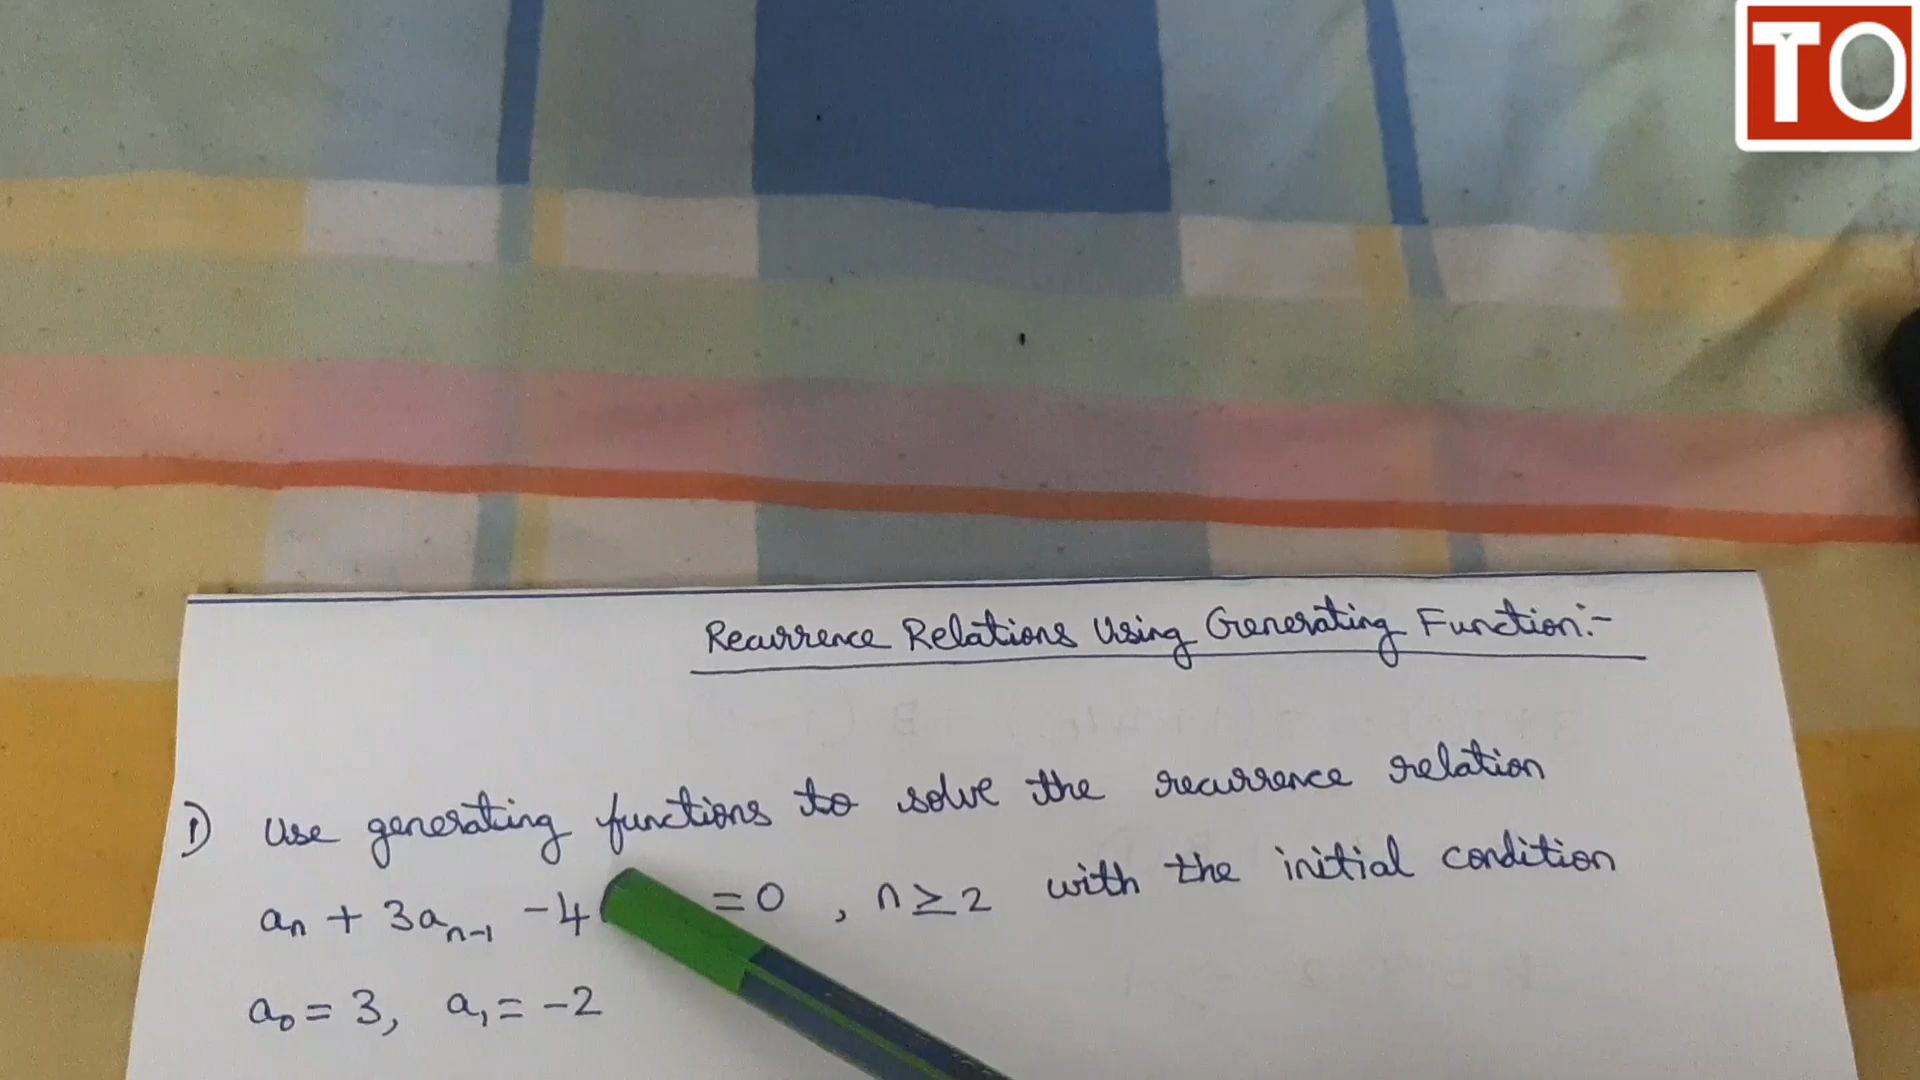 TO
Recurrence Relations Using Generating Function:-
1) Use generating functions to solve the recurrence relation
aₙ + 3aₙ₋₁ - 4 = 0 , n ≥ 2 with the initial condition
a₀ = 3, a₁ = -2